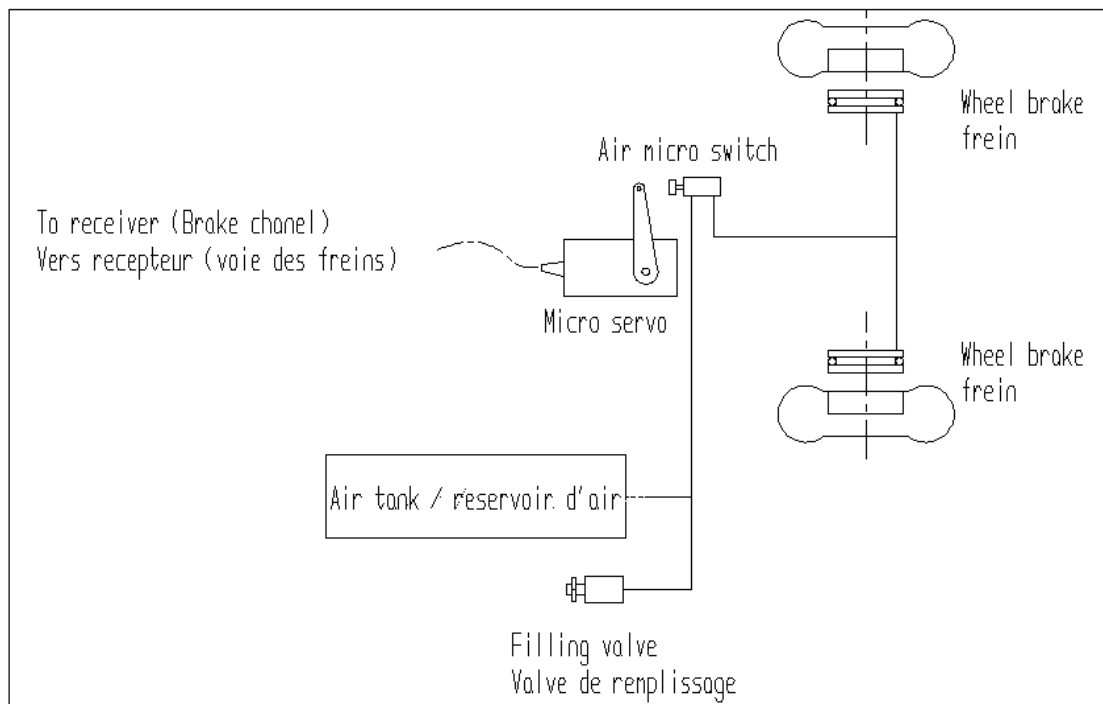 Wheel brake
frein
Air micro switch
To receiver (Brake chanel)
Vers recepteur (voie des freins)
Micro servo
Wheel brake
frein
Air tank / reservoir d'air
Filling valve
Valve de remplissage